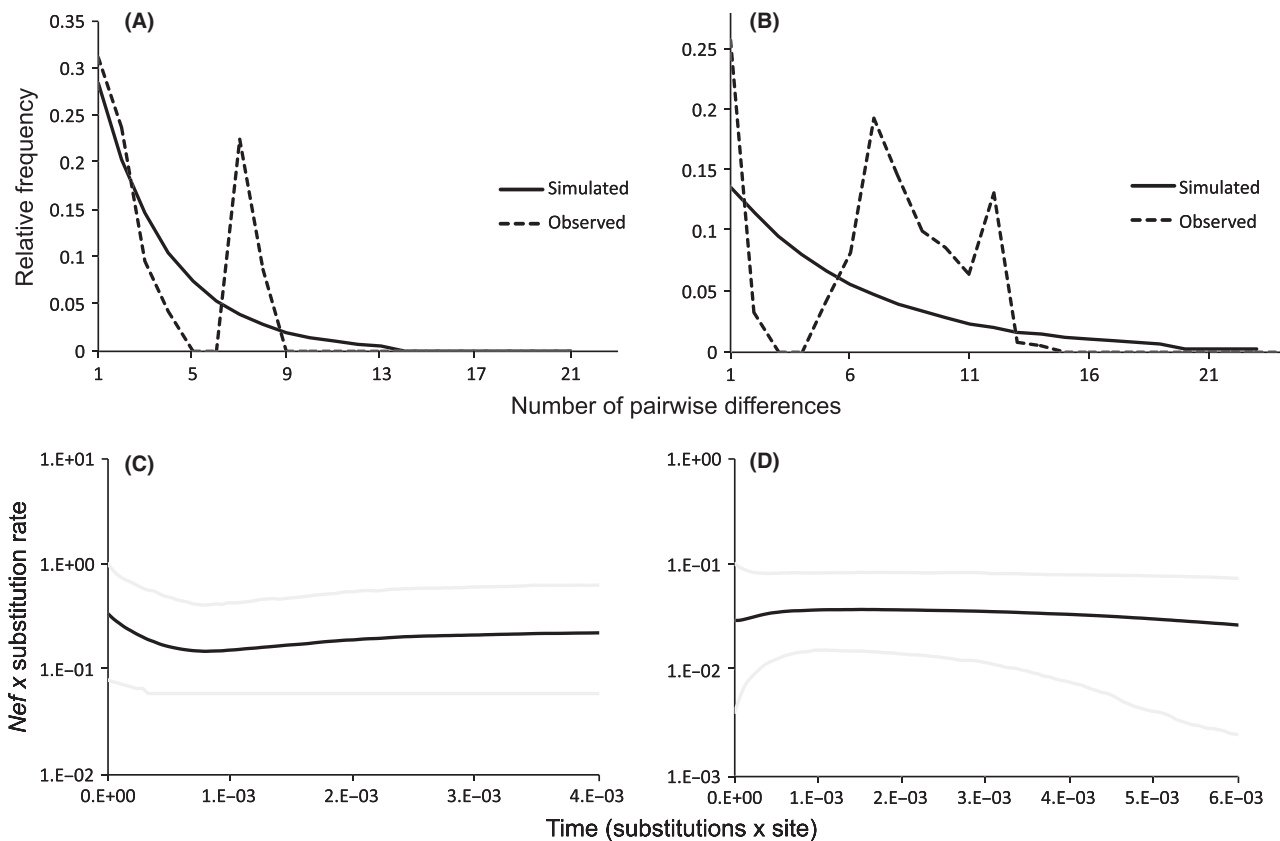 (A)
0.35
0.3
0.25
0.2
0.15
0.1
0.05
0
1 5 9 13 17 21
Simulated
Observed
Relative frequency
(B)
0.25
0.2
0.15
0.1
0.05
0
1 6 11 16 21
Simulated
Observed
Number of pairwise differences
(C)
1.E+01
1.E+00
1.E−01
1.E−02
0.E+00 1.E−03 2.E−03 3.E−03 4.E−03
Nef x substitution rate
(D)
1.E+00
1.E−01
1.E−02
1.E−03
0.E+00 1.E−03 2.E−03 3.E−03 4.E−03 5.E−03 6.E−03
Time (substitutions x site)